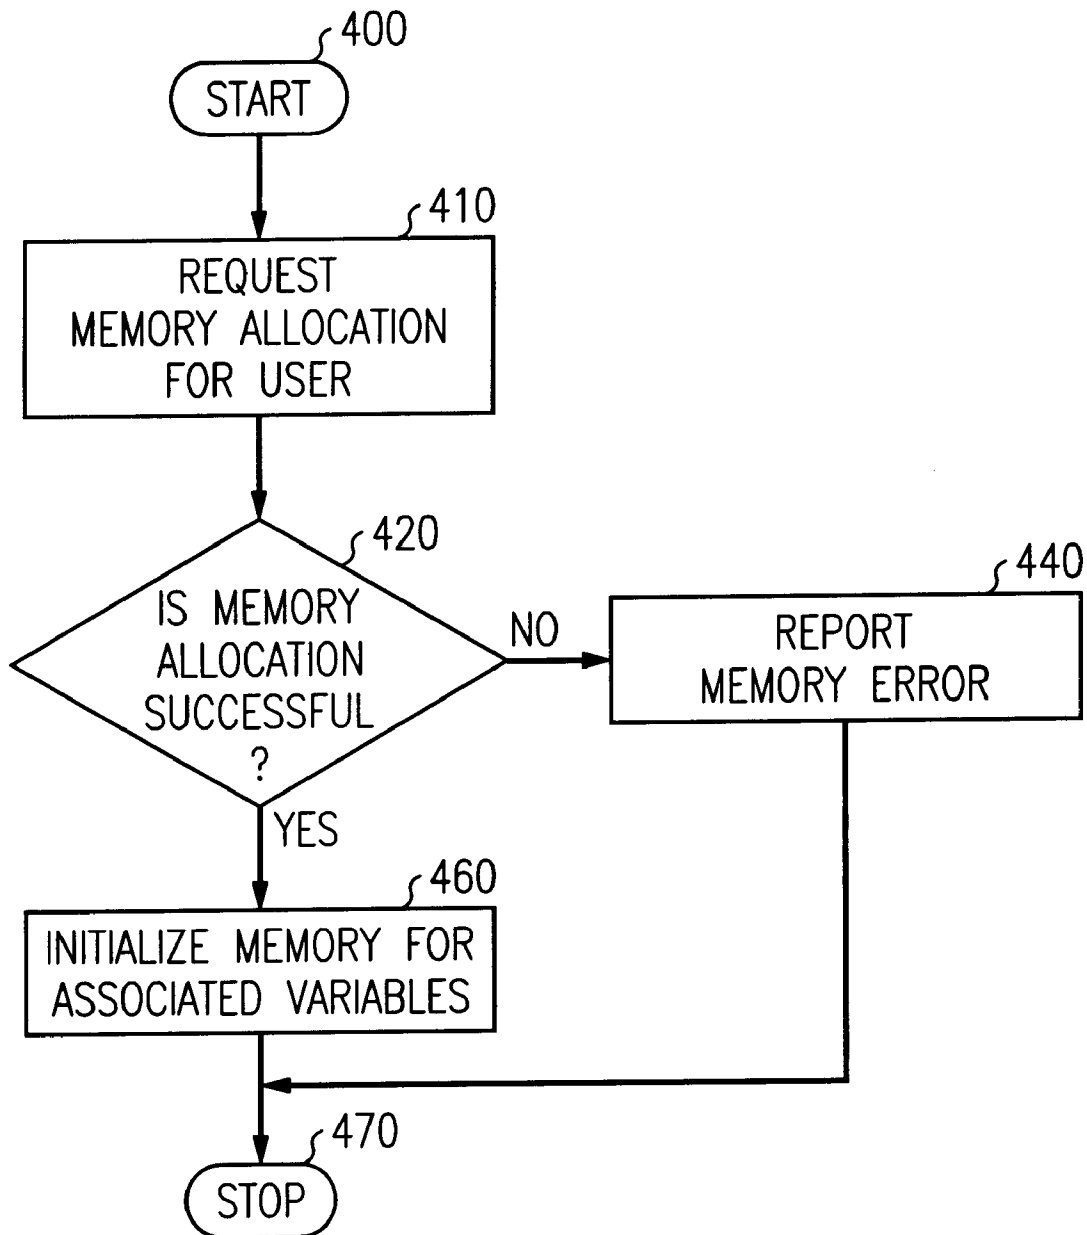 400
START
410
REQUEST
MEMORY ALLOCATION
FOR USER
420
IS MEMORY
ALLOCATION
SUCCESSFUL
?
NO
440
REPORT
MEMORY ERROR
YES
460
INITIALIZE MEMORY FOR
ASSOCIATED VARIABLES
470
STOP